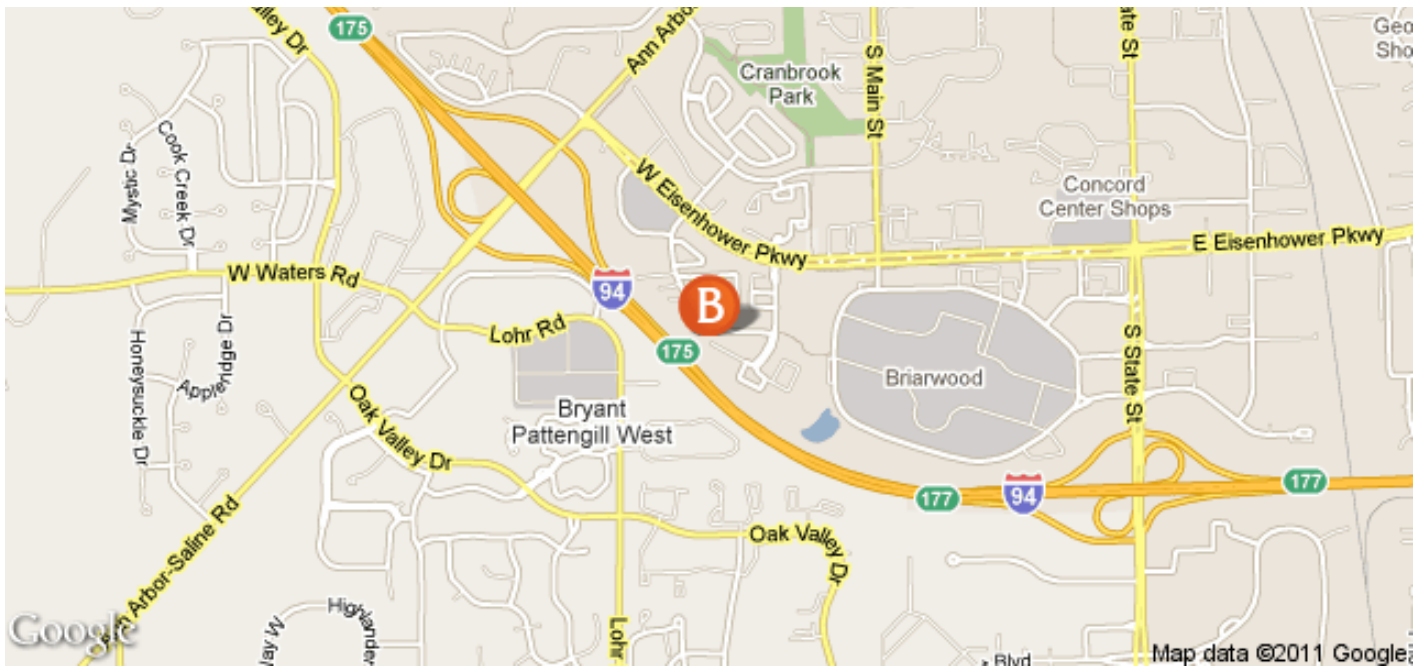 175
Valley Dr
Ann Arbor
S Main St
State St
Geo
Sho
Cranbrook
Park
Mystic Dr
Cook Creek Dr
W Eisenhower Pkwy
Concord
Center Shops
E Eisenhower Pkwy
W Waters Rd
94
B
Lohr Rd
175
Honeysuckle Dr
Appleridge Dr
S State St
Briarwood
Bryant
Pattengill West
Oak Valley Dr
177
94
177
Ann Arbor-Saline Rd
Oak Valley Dr
Highlander
Way W
Lohr
Blvd
Google
Map data ©2011 Google